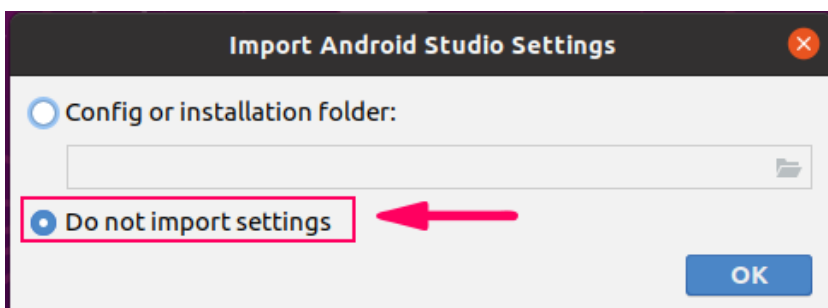 Import Android Studio Settings
Config or installation folder:
Do not import settings
OK